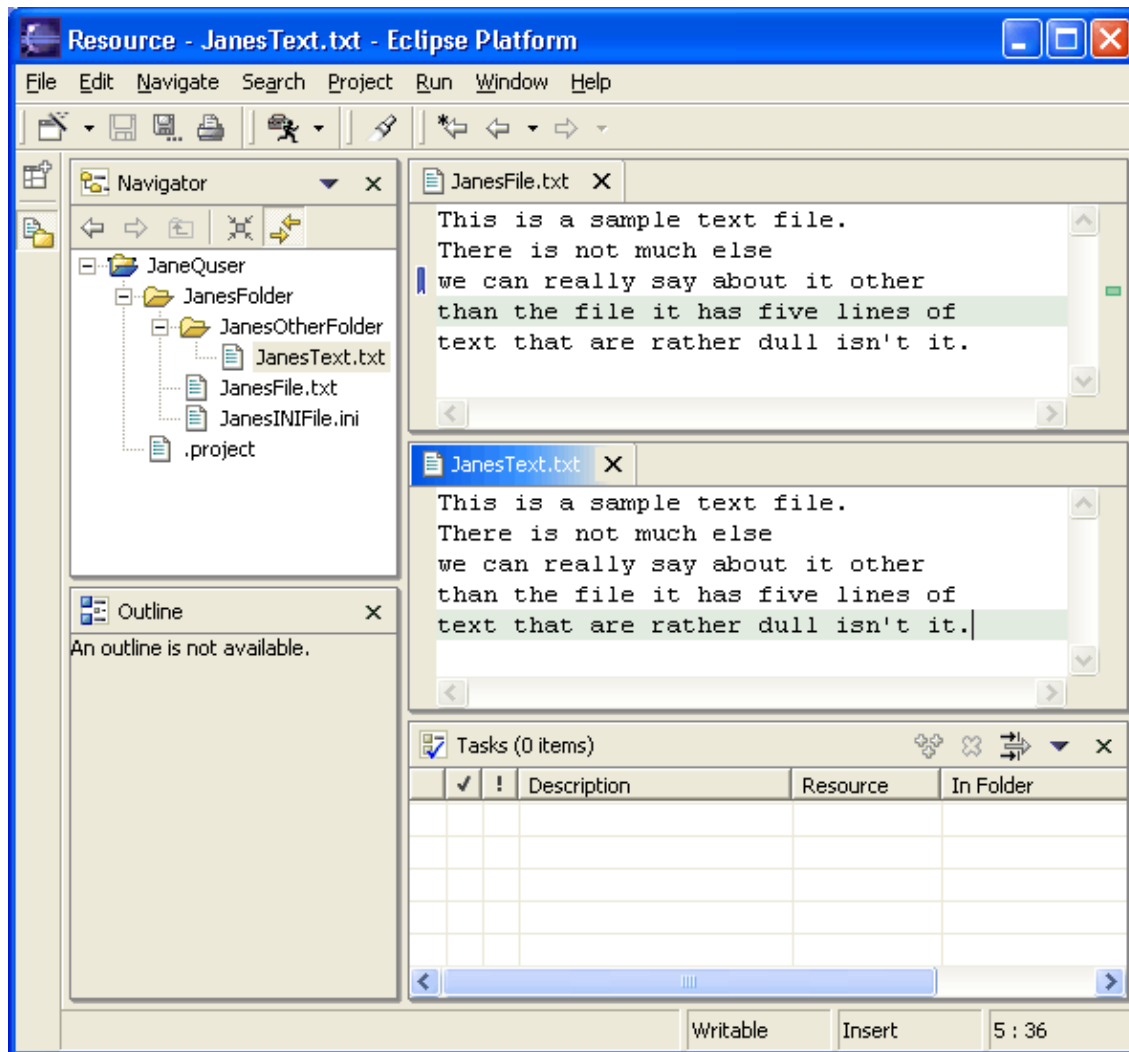 Resource - JanesText.txt - Eclipse Platform
File Edit Navigate Search Project Run Window Help
Navigator
JaneQuser
JanesFolder
JanesOtherFolder
JanesText.txt
JanesFile.txt
JanesINIFile.ini
.project
Outline
An outline is not available.
JanesFile.txt
This is a sample text file.
There is not much else
we can really say about it other
than the file it has five lines of
text that are rather dull isn't it.
JanesText.txt
This is a sample text file.
There is not much else
we can really say about it other
than the file it has five lines of
text that are rather dull isn't it.
Tasks (0 items)
! Description Resource In Folder
Writable Insert 5 : 36